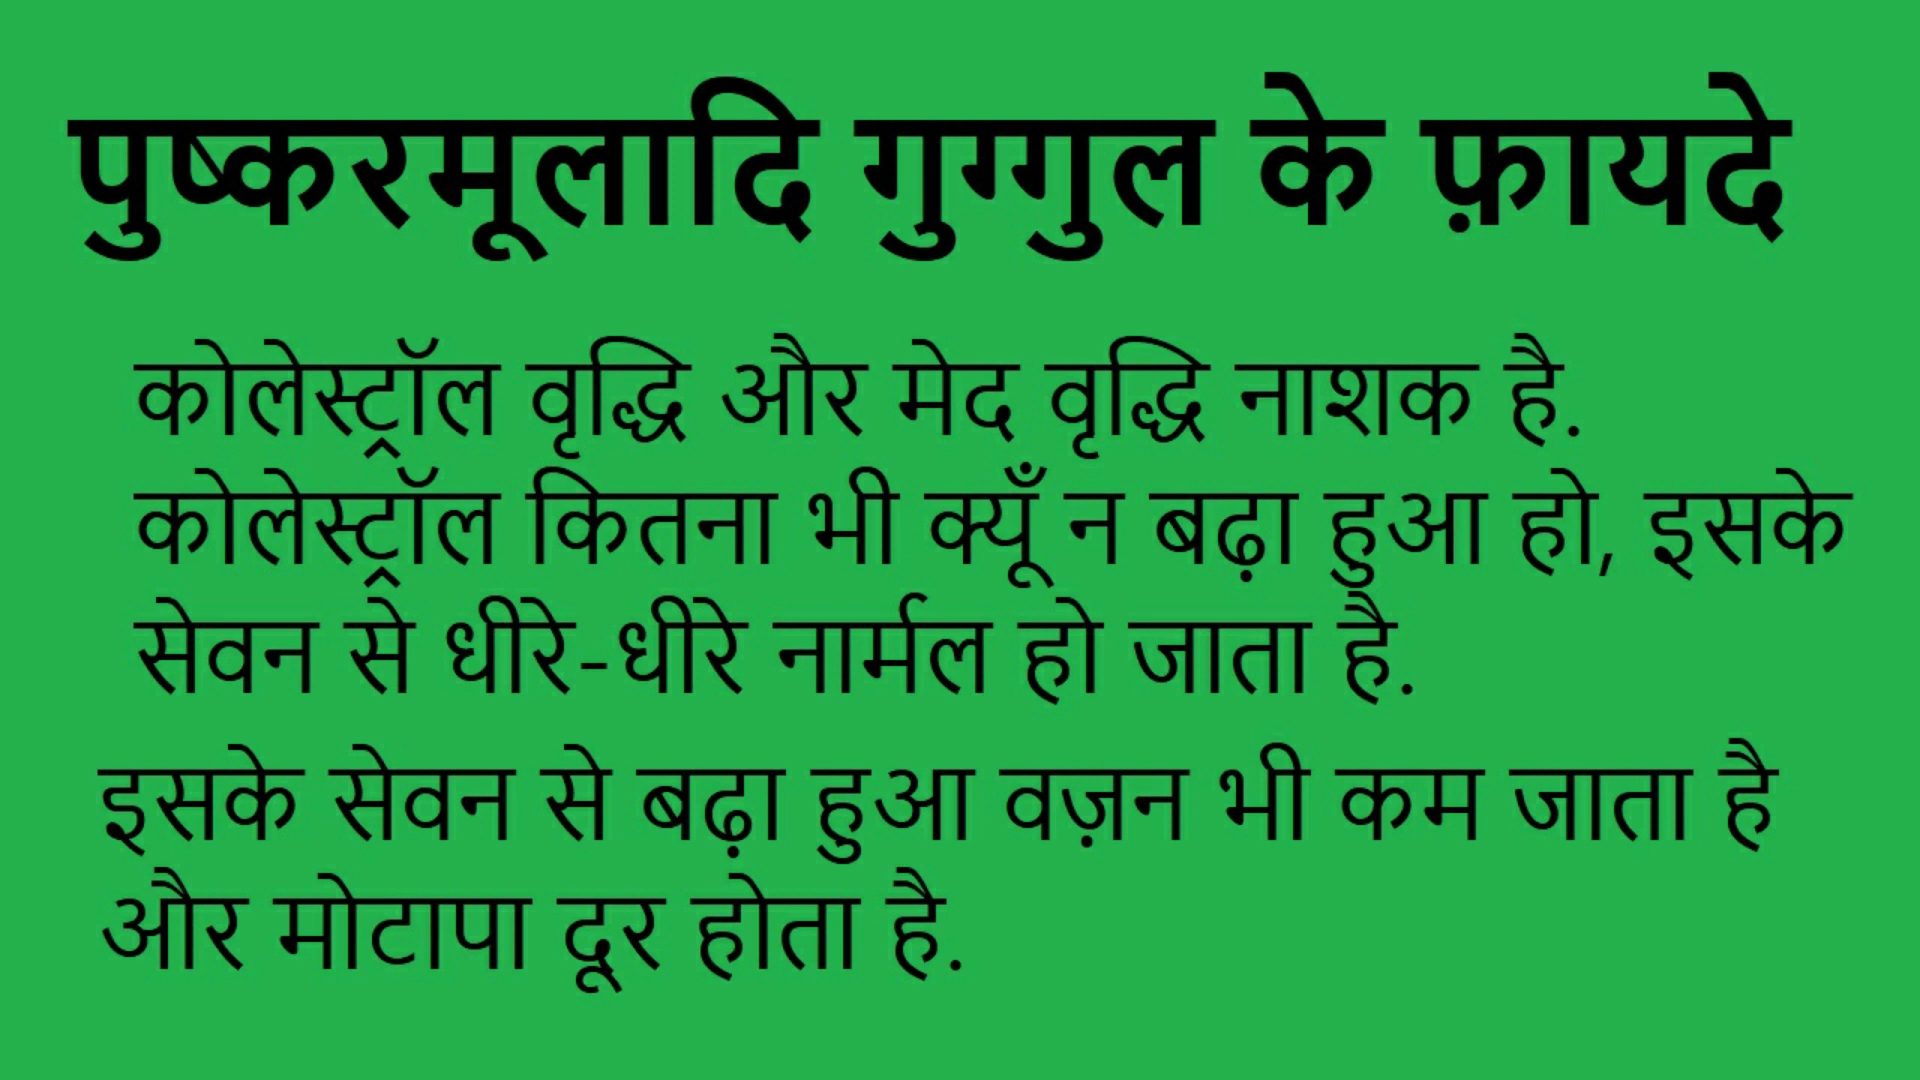 पुष्करमूलादि गुग्गुल के फ़ायदे
कोलेस्ट्रॉल वृद्धि और मेद वृद्धि नाशक है.
कोलेस्ट्रॉल कितना भी क्यूँ न बढ़ा हुआ हो, इसके
सेवन से धीरे-धीरे नार्मल हो जाता है.
इसके सेवन से बढ़ा हुआ वज़न भी कम जाता है
और मोटापा दूर होता है.